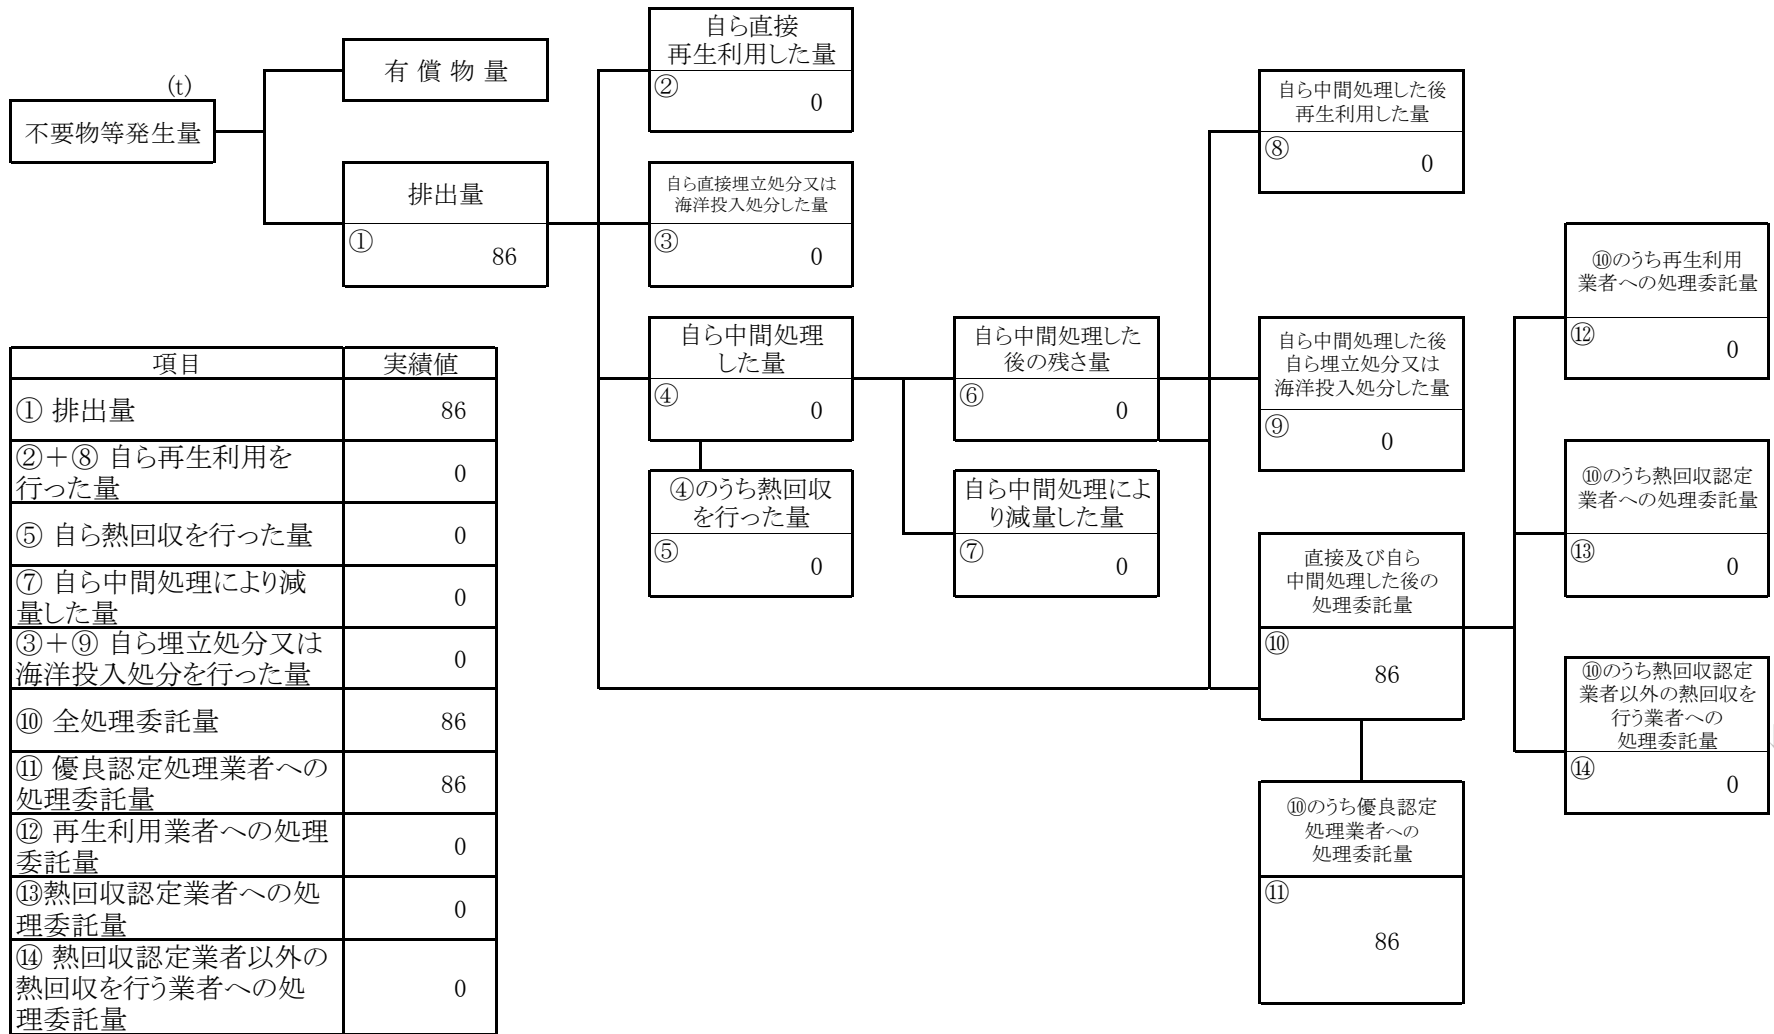 (t)
不要物等発生量
有 償 物 量
排出量
①
86
自ら直接
再生利用した量
②
0
自ら直接埋立処分又は
海洋投入処分した量
③
0
自ら中間処理
した量
④
0
④のうち熱回収
を行った量
⑤
0
自ら中間処理した
後の残さ量
⑥
0
自ら中間処理によ
り減量した量
⑦
0
自ら中間処理した後
再生利用した量
⑧
0
自ら中間処理した後
自ら埋立処分又は
海洋投入処分した量
⑨
0
直接及び自ら
中間処理した後の
処理委託量
⑩
86
⑩のうち優良認定
処理業者への
処理委託量
⑪
86
⑩のうち再生利用
業者への処理委託量
⑫
0
⑩のうち熱回収認定
業者への処理委託量
⑬
0
⑩のうち熱回収認定
業者以外の熱回収を
行う業者への
処理委託量
⑭
0
項目 実績値
① 排出量 86
②＋⑧ 自ら再生利用を
行った量 0
⑤ 自ら熱回収を行った量 0
⑦ 自ら中間処理により減
量した量 0
③＋⑨ 自ら埋立処分又は
海洋投入処分を行った量 0
⑩ 全処理委託量 86
⑪ 優良認定処理業者への
処理委託量 86
⑫ 再生利用業者への処理
委託量 0
⑬熱回収認定業者への処
理委託量 0
⑭ 熱回収認定業者以外の
熱回収を行う業者への処
理委託量 0